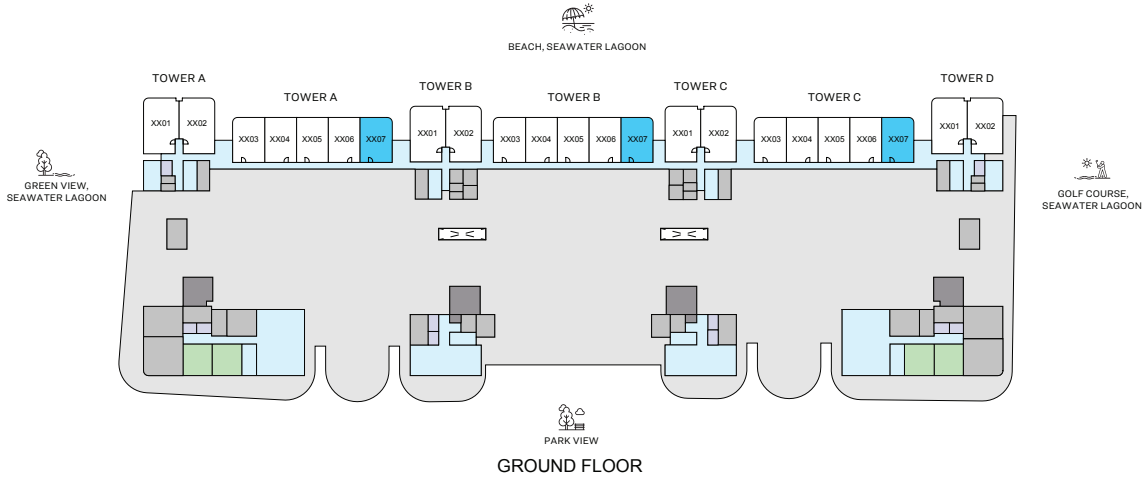 BEACH, SEAWATER LAGOON
TOWER A
TOWER A
TOWER B
TOWER B
TOWER C
TOWER C
TOWER D
XX01
XX02
XX03
XX04
XX05
XX06
XX07
XX01
XX02
XX03
XX04
XX05
XX06
XX07
XX01
XX02
XX03
XX04
XX05
XX06
XX07
XX01
XX02
GREEN VIEW,
SEAWATER LAGOON
GOLF COURSE,
SEAWATER LAGOON
PARK VIEW
GROUND FLOOR